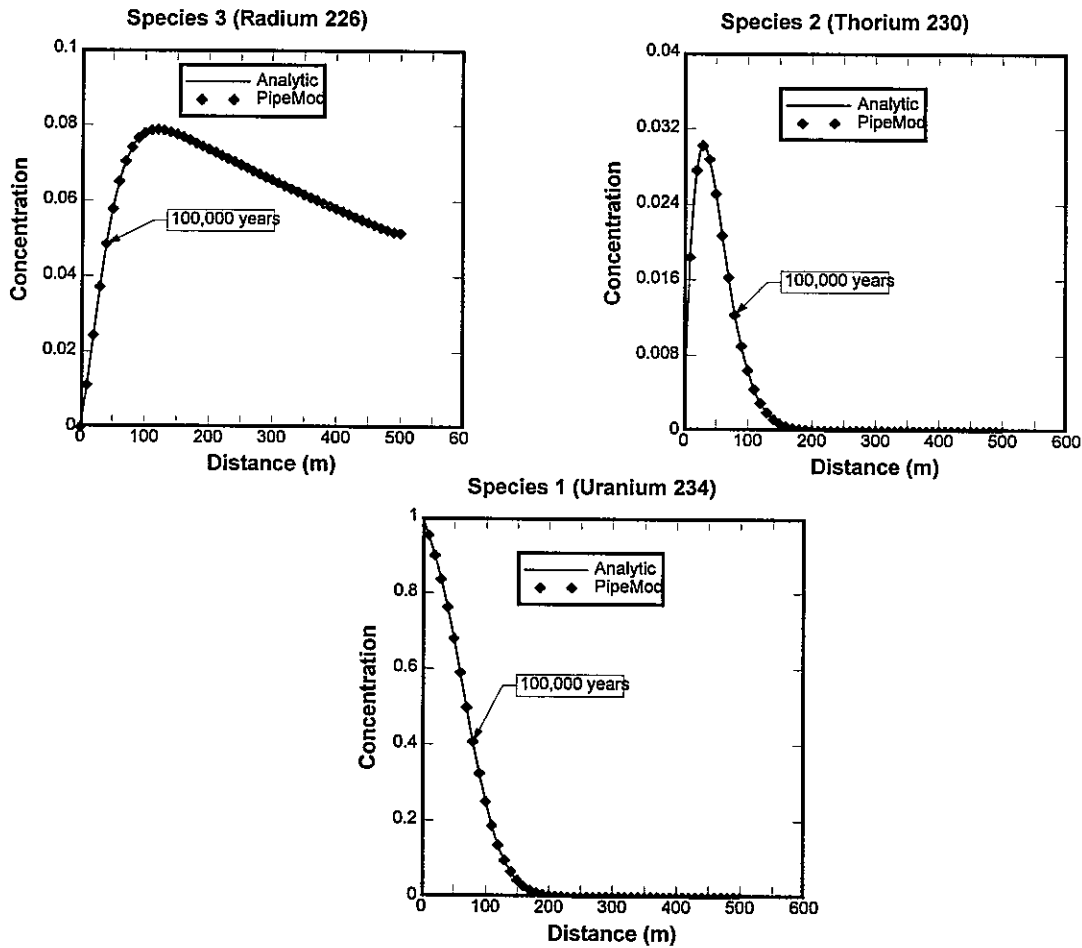 Species 3 (Radium 226)
0.1
0.08
0.06
0.04
0.02
0
Concentration
Analytic
PipeMod
100,000 years
0 100 200 300 400 500 60
Distance (m)
Species 2 (Thorium 230)
0.04
0.032
0.024
0.016
0.008
0
Concentration
Analytic
PipeMod
100,000 years
0 100 200 300 400 500 600
Distance (m)
Species 1 (Uranium 234)
1
0.8
0.6
0.4
0.2
0
Concentration
Analytic
PipeMod
100,000 years
0 100 200 300 400 500 600
Distance (m)